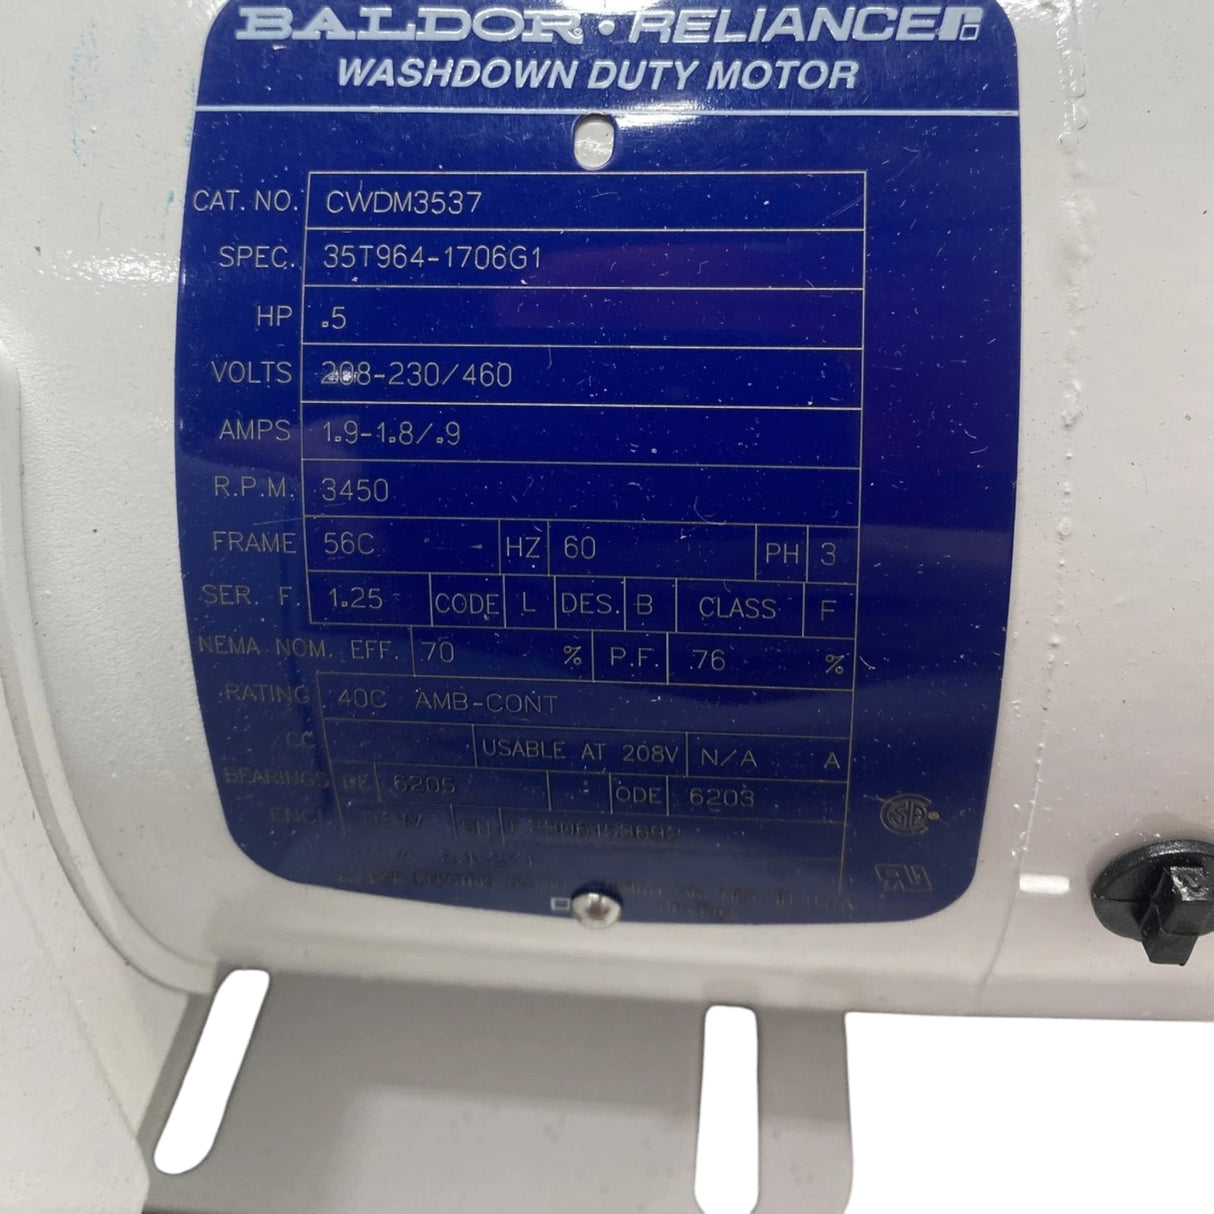 BALDOR · RELIANCE
WASHDOWN DUTY MOTOR
CAT. NO. CWDM3537
SPEC. 35T964-1706G1
HP .5
VOLTS 208-230/460
AMPS 1.9-1.8/.9
R.P.M. 3450
FRAME 56C HZ 60 PH 3
SER. F. 1.25 CODE L DES. B CLASS F
NEMA NOM. EFF. 70 % P.F. 76 %
RATING 40C AMB-CONT
CC USABLE AT 208V N/A A
BEARINGS DE 6205 ODE 6203
ENCL SN